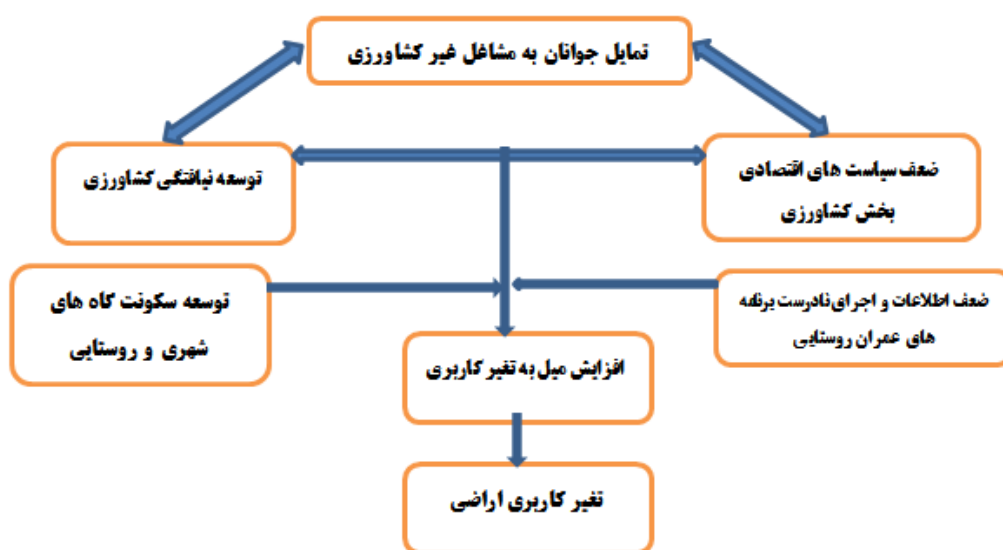 تمایل جوانان به مشاغل غیر کشاورزی
ضعف سیاست های اقتصادی
بخش کشاورزی
توسعه نیافتگی کشاورزی
ضعف اطلاعات و اجرای نادرست برنامه
های عمران روستایی
توسعه سکونت گاه های
شهری و روستایی
افزایش میل به تغیر کاربری
تغیر کاربری اراضی